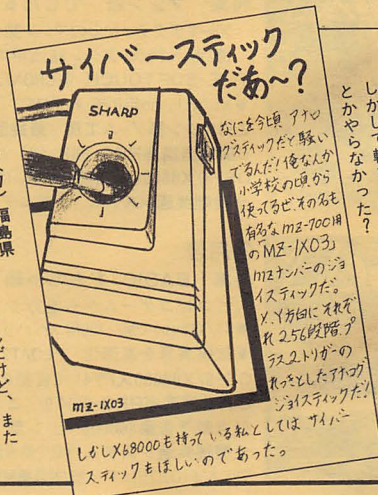 サイバ〜スティック
だあ〜?
SHARP
なにを今頃 アナロ
グスティックだと騒い
でるんだ!俺なんか
小学校の頃から
使ってるぜ。その名も
有名なmz-700用
の「MZ-1X03」
mzナンバーのジョ
イスティックだ。
X、Y方向にそれぞ
れ256段階プ
ラス2トリガーの
れっきとしたアナログ
ジョイスティックだ!
mz-1X03
しかしX68000も持っている私としては サイバー
スティックもほしいのであった。
とかやらなかった?
福島県
だけど、また